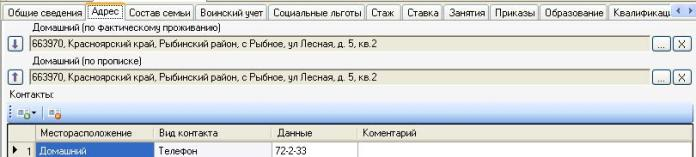 Общие сведения Адрес Состав семьи Воинский учет Социальные льготы Стаж Ставка Занятия Приказы Образование Квалификац
Домашний (по фактическому проживанию)
663970, Красноярский край, Рыбинский район, с Рыбное, ул Лесная, д. 5, кв.2 ... X
Домашний (по прописке)
663970, Красноярский край, Рыбинский район, с Рыбное, ул Лесная, д. 5, кв.2 ... X
Контакты:
Месторасположение Вид контакта Данные Коментарий
1 Домашний Телефон 72-2-33